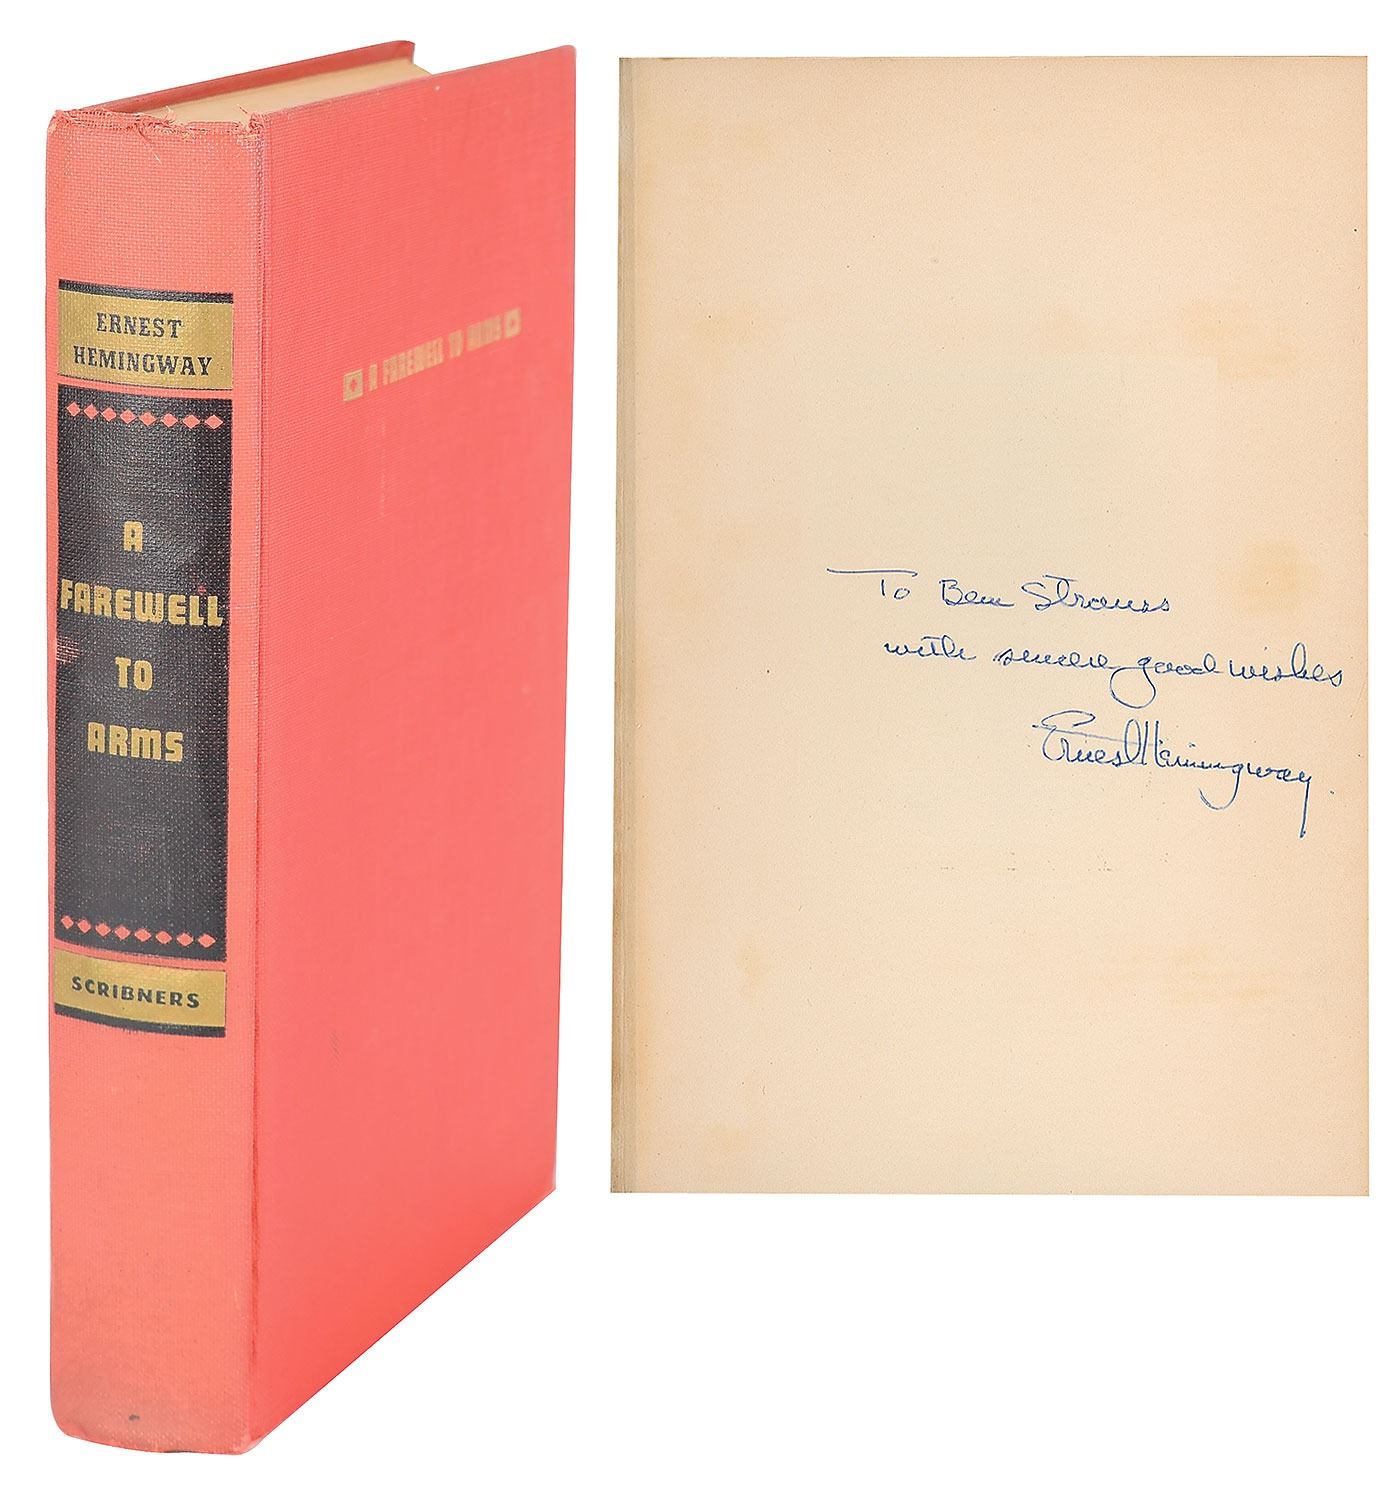 ERNEST
HEMINGWAY
A
FAREWELL
TO
ARMS
SCRIBNERS
A FAREWELL TO ARMS
To Ben Strauss
with sincere good wishes
Ernest Hemingway.